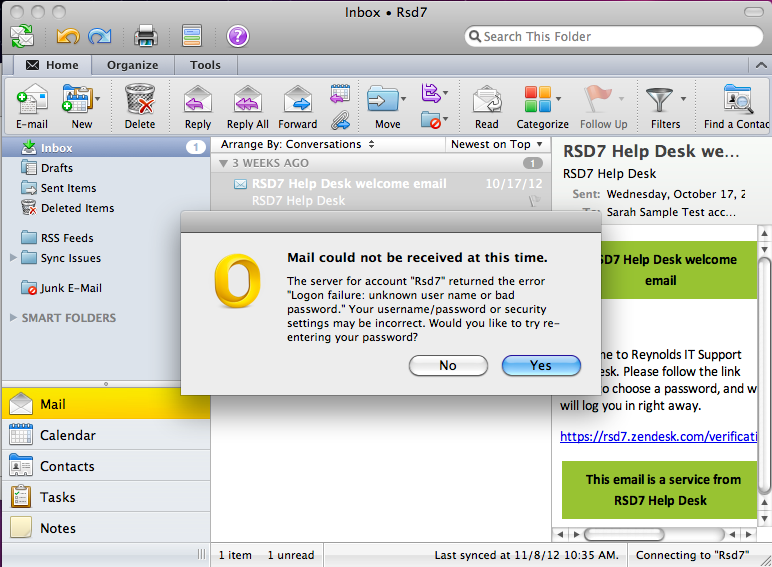 Inbox • Rsd7
Search This Folder
Home Organize Tools
E-mail New Delete Reply Reply All Forward Move Read Categorize Follow Up Filters Find a Contac
Inbox 1
Drafts
Sent Items
Deleted Items
RSS Feeds
Sync Issues
Junk E-Mail
SMART FOLDERS
Mail
Calendar
Contacts
Tasks
Notes
Arrange By: Conversations Newest on Top
3 WEEKS AGO 1
RSD7 Help Desk welcome email 10/17/12
RSD7 Help Desk
Mail could not be received at this time.
The server for account "Rsd7" returned the error
"Logon failure: unknown user name or bad
password." Your username/password or security
settings may be incorrect. Would you like to try re-
entering your password?
No Yes
RSD7 Help Desk we...
RSD7 Help Desk
Sent: Wednesday, October 17, 2
To: Sarah Sample Test acc...
SD7 Help Desk welcome
email
me to Reynolds IT Support
esk. Please follow the link
to choose a password, and w
will log you in right away.
https://rsd7.zendesk.com/verificati
This email is a service from
RSD7 Help Desk
1 item 1 unread Last synced at 11/8/12 10:35 AM. Connecting to "Rsd7"